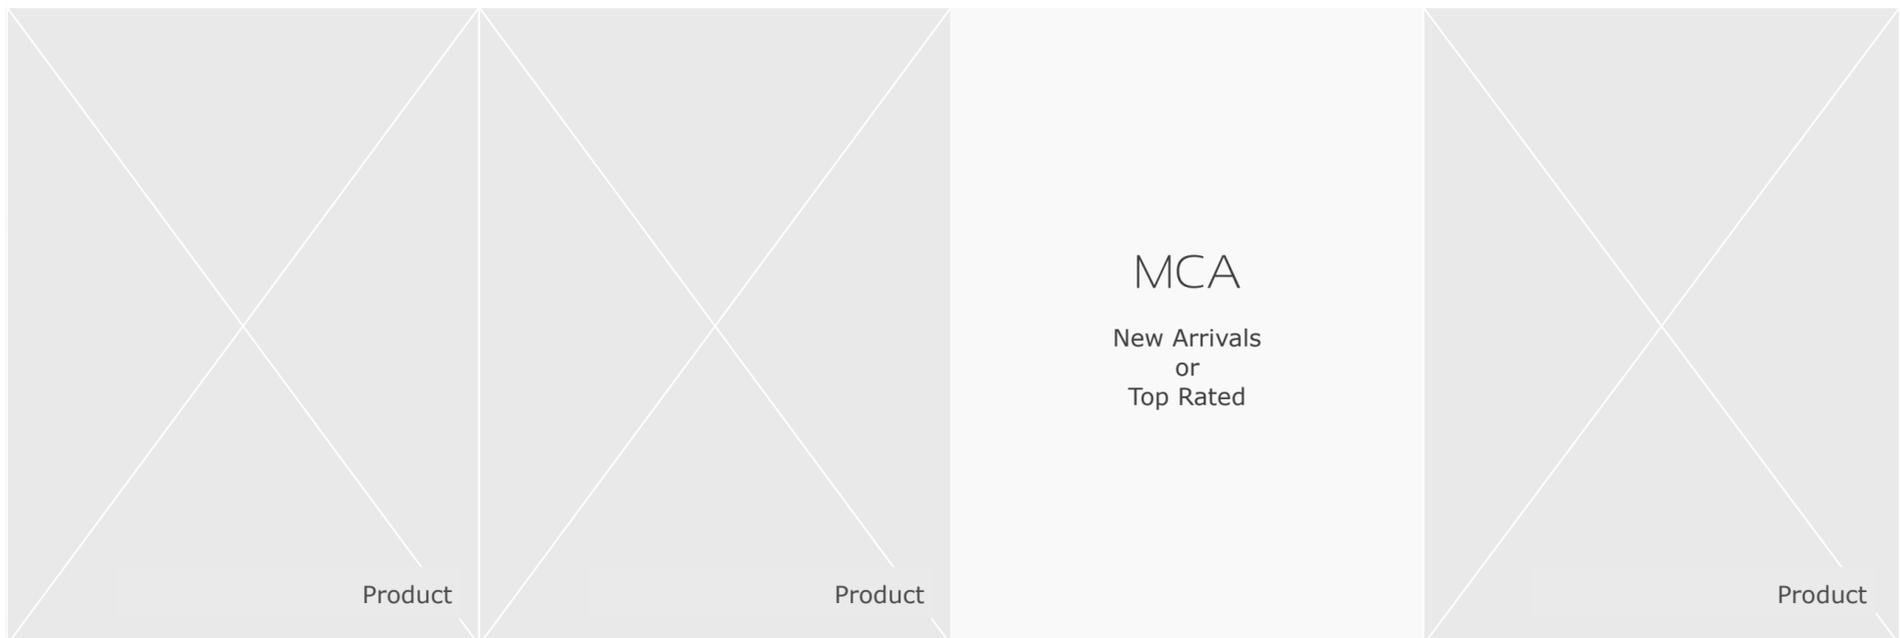 Product
Product
MCA
New Arrivals
or
Top Rated
Product